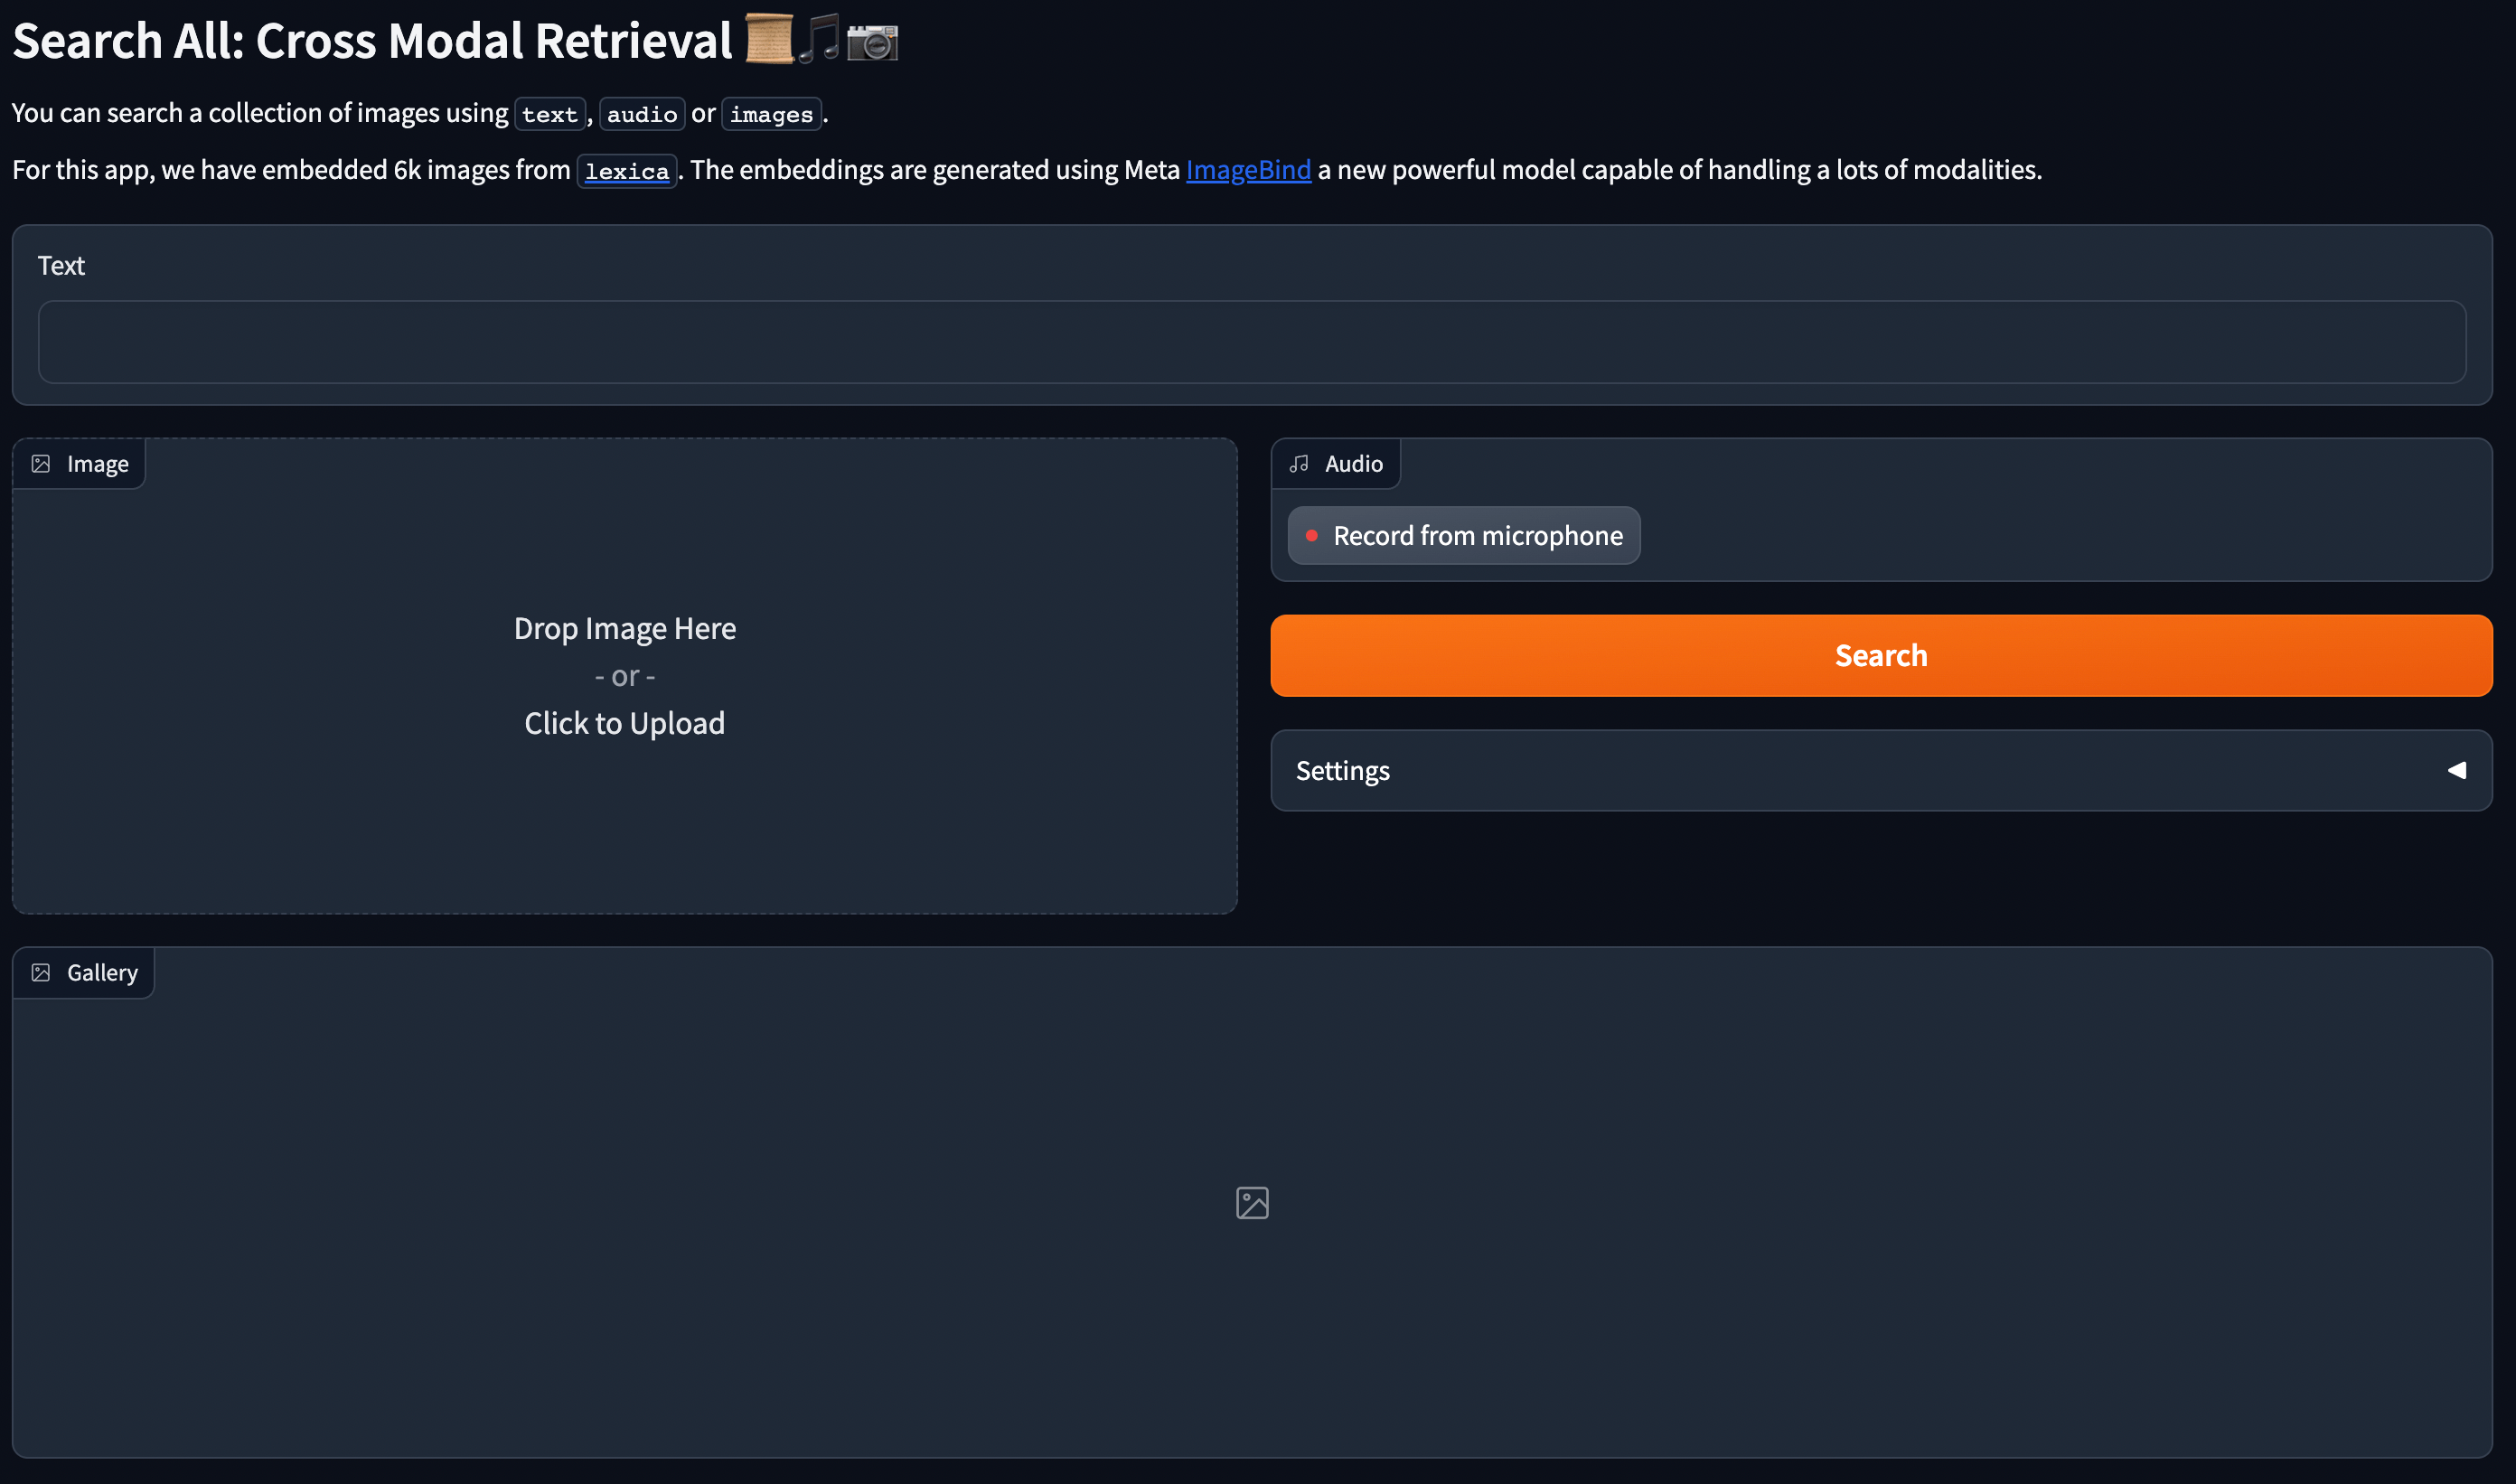 Search All: Cross Modal Retrieval 📜🎵📷
You can search a collection of images using text, audio or images.
For this app, we have embedded 6k images from lexica. The embeddings are generated using Meta ImageBind a new powerful model capable of handling a lots of modalities.
Text
Image
Audio
Record from microphone
Drop Image Here
- or -
Click to Upload
Search
Settings
Gallery